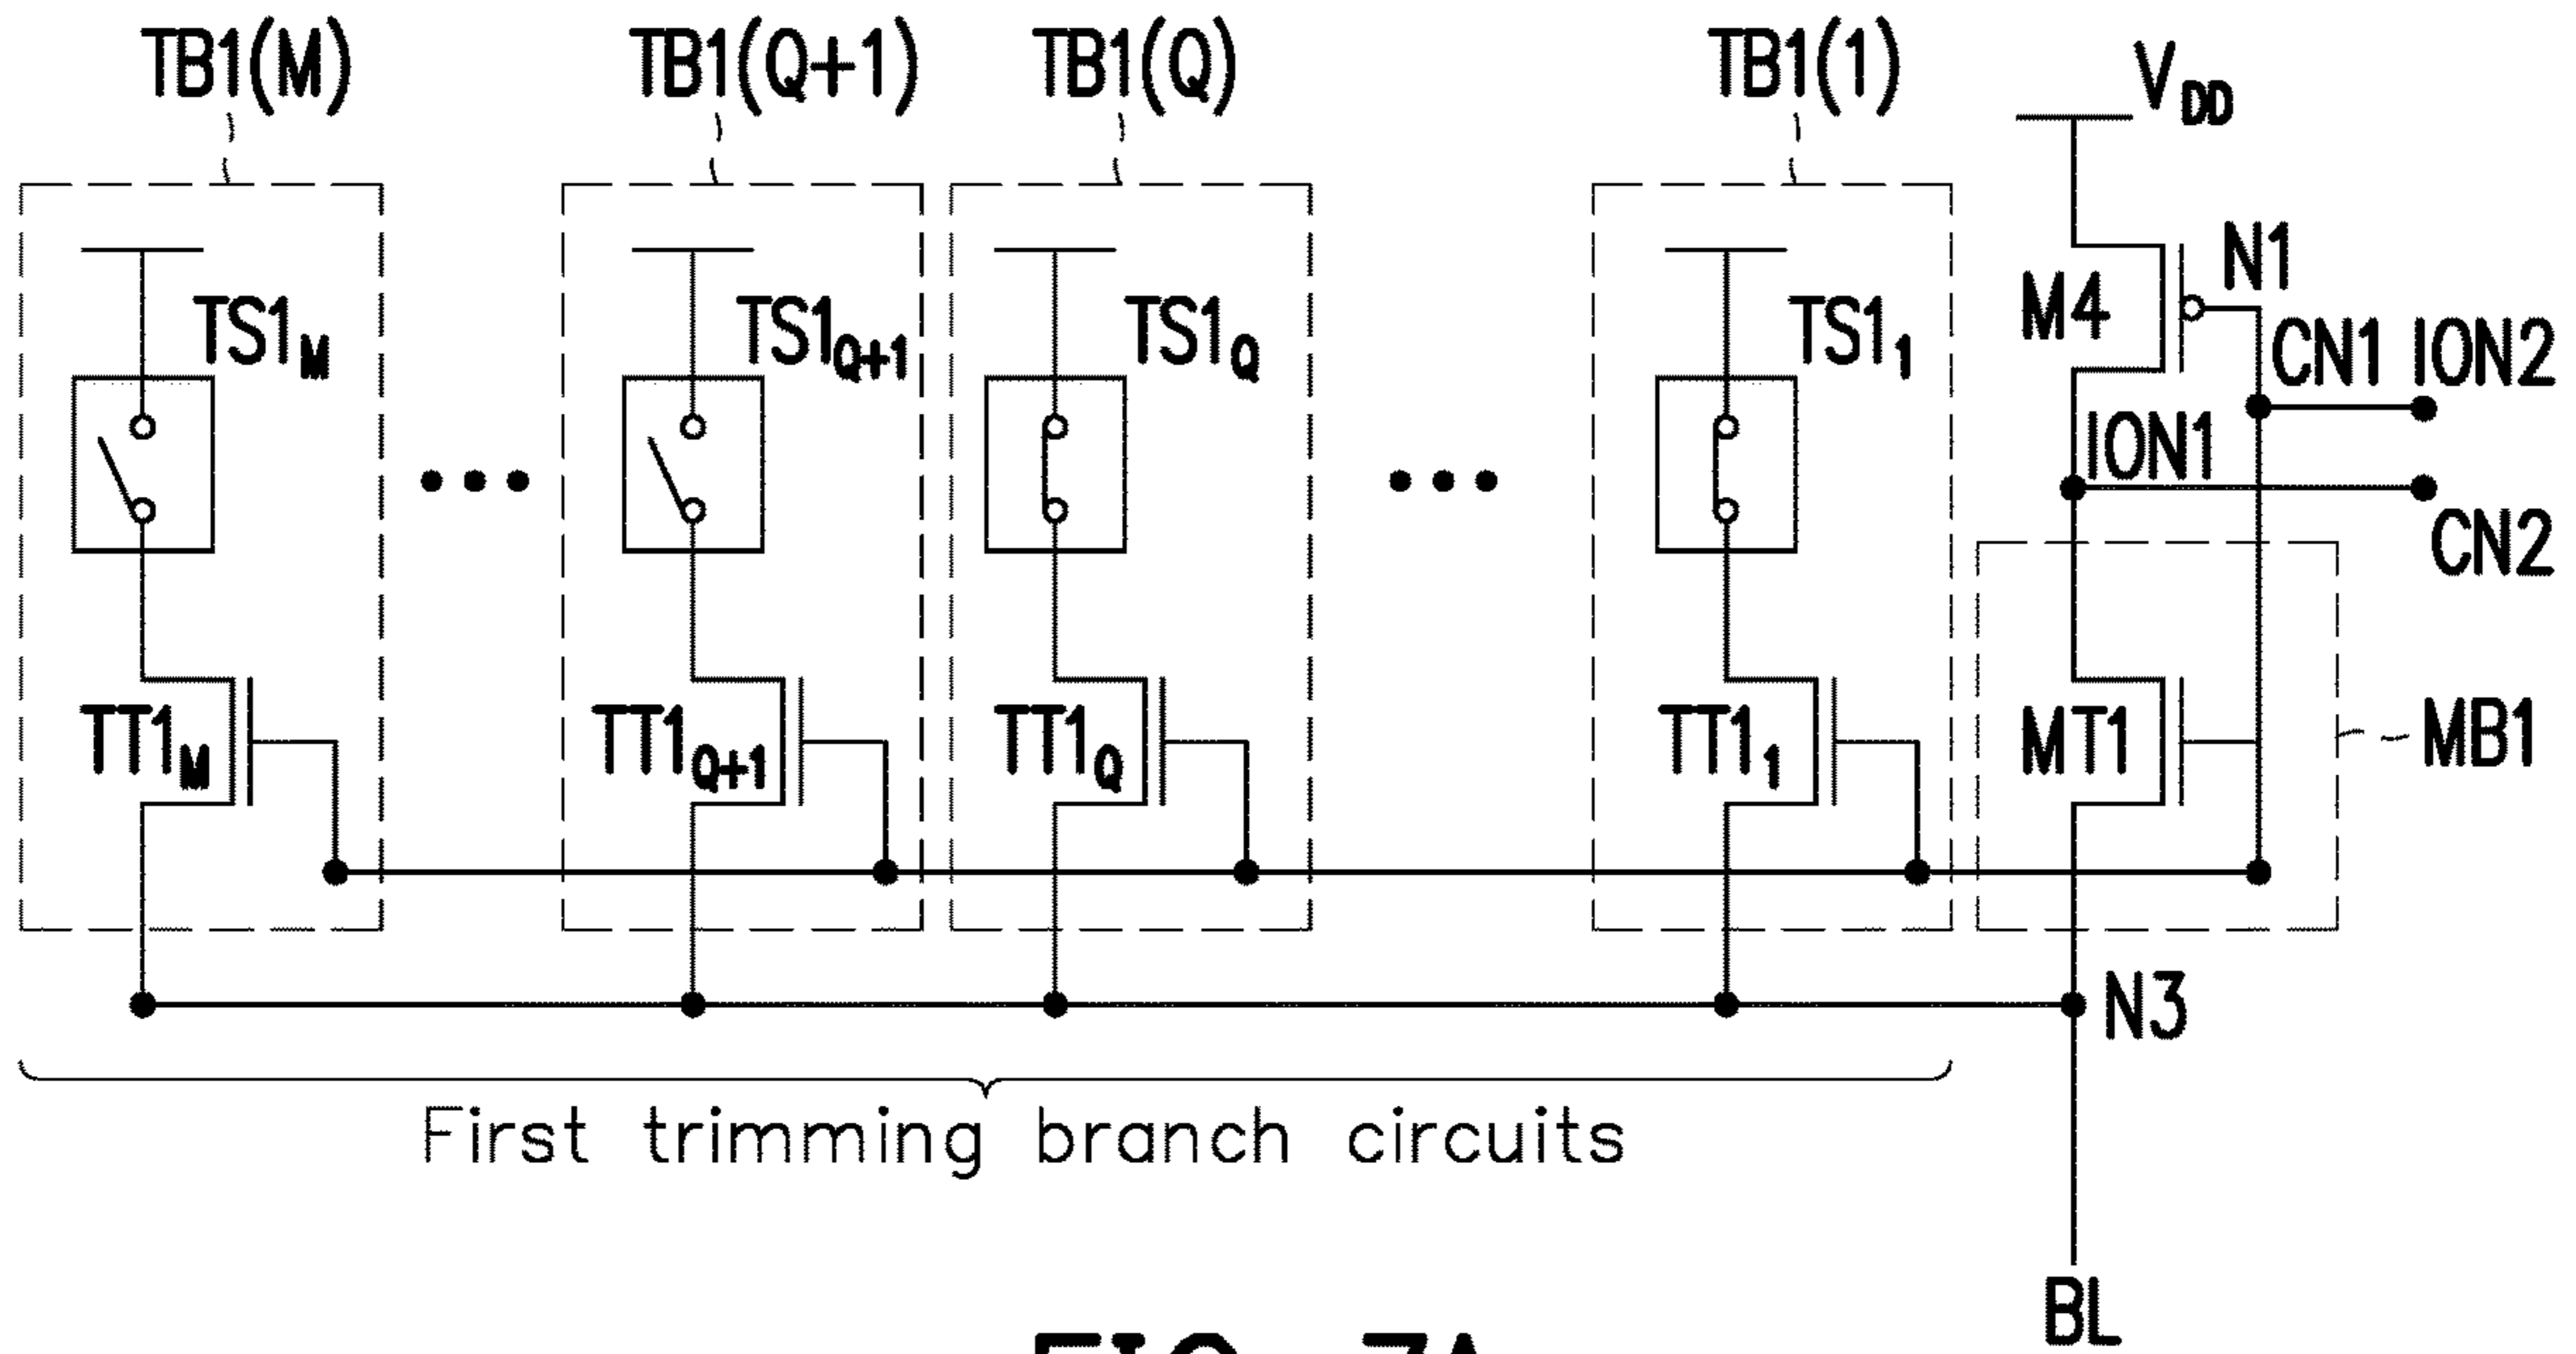 TB1(M) TB1(Q+1) TB1(Q) TB1(1) VDD
N1
TS1M TS1Q+1 TS1Q TS11 M4
CN1 ION2
ION1
CN2
TT1M TT1Q+1 TT1Q TT11 MT1 MB1
N3
First trimming branch circuits
BL